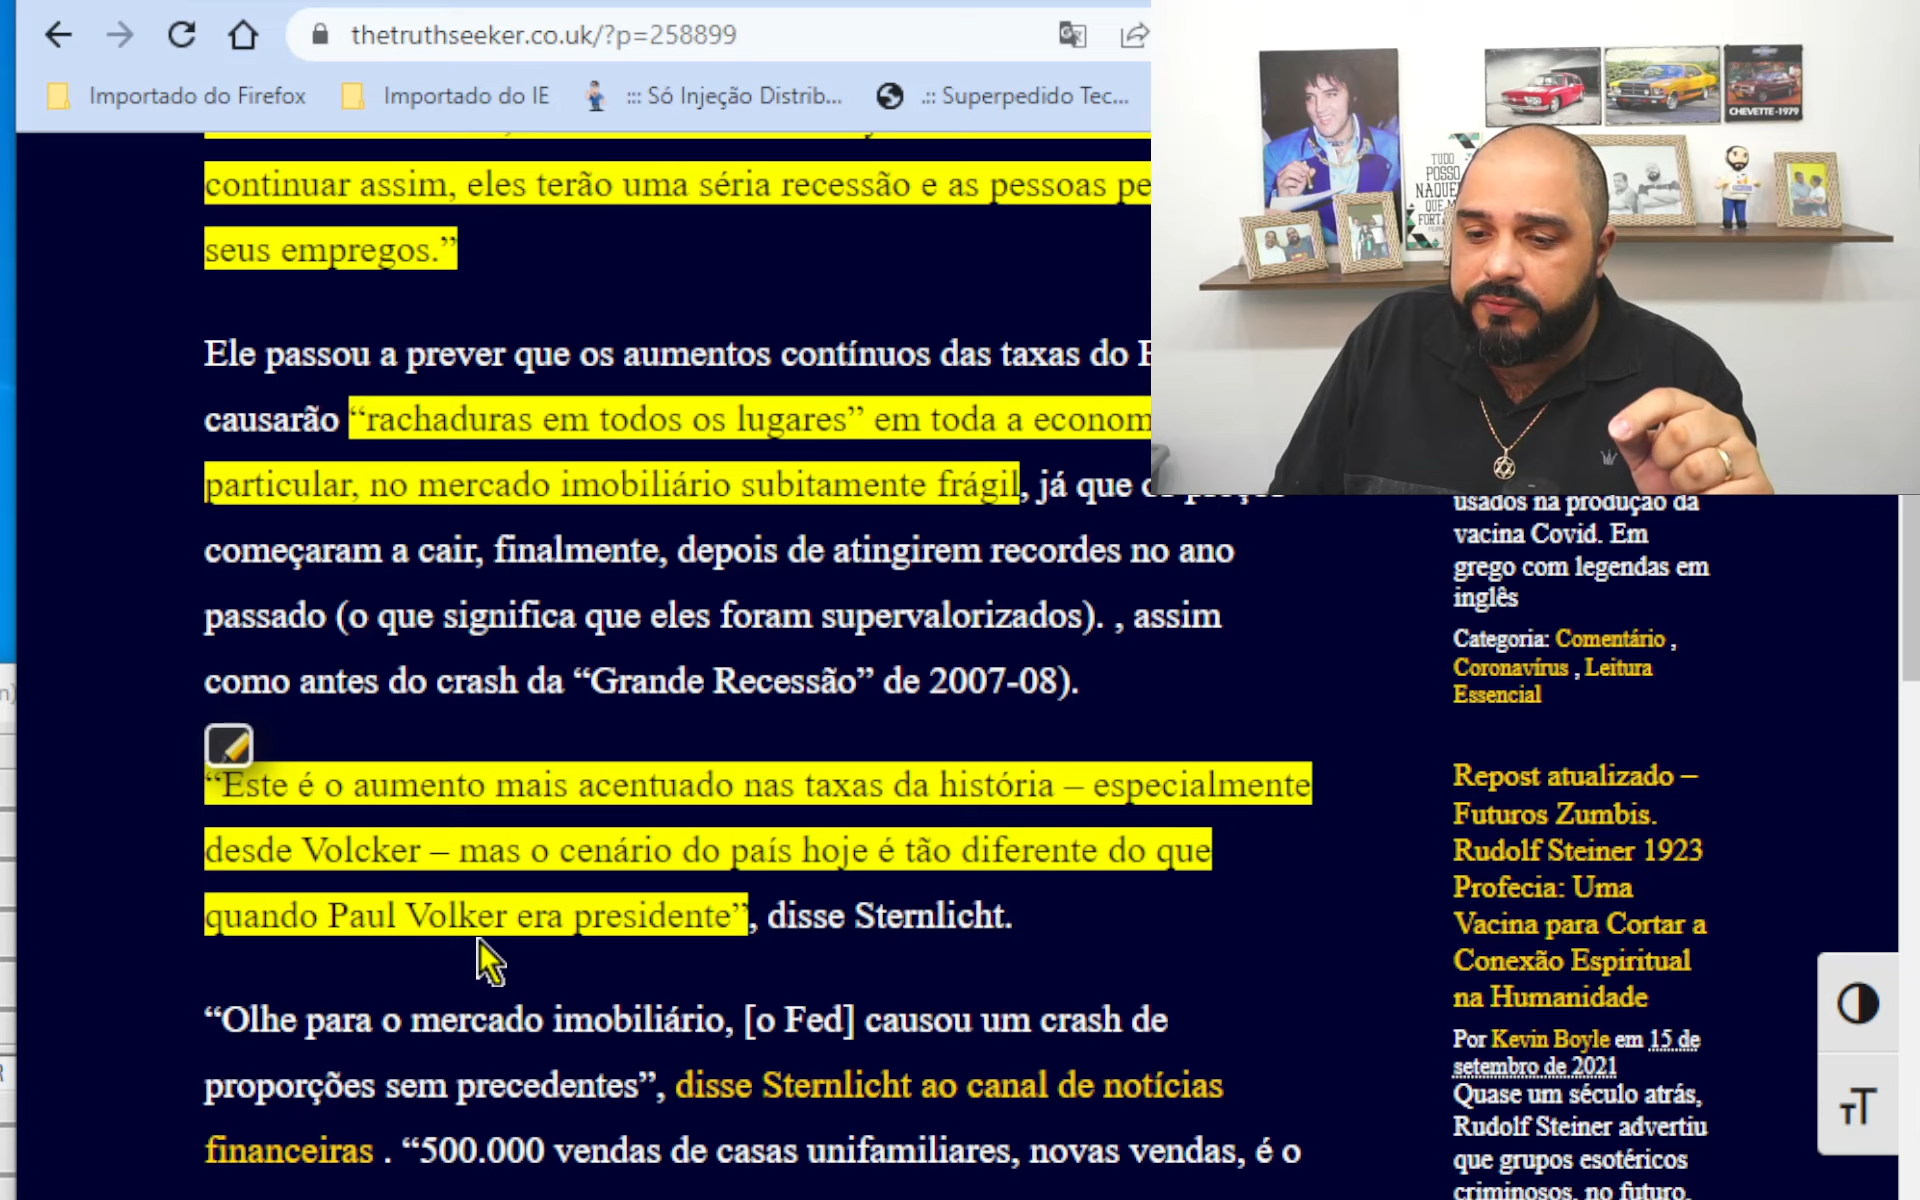 thetruthseeker.co.uk/?p=258899
Importado do Firefox
Importado do IE
::: Só Injeção Distrib...
.:: Superpedido Tec...
continuar assim, eles terão uma séria recessão e as pessoas pe
seus empregos.”
Ele passou a prever que os aumentos contínuos das taxas do
causarão “rachaduras em todos os lugares” em toda a econom
particular, no mercado imobiliário subitamente frágil, já que
começaram a cair, finalmente, depois de atingirem recordes no ano
passado (o que significa que eles foram supervalorizados). , assim
como antes do crash da “Grande Recessão” de 2007-08).
“Este é o aumento mais acentuado nas taxas da história – especialmente
desde Volcker – mas o cenário do país hoje é tão diferente do que
quando Paul Volker era presidente”, disse Sternlicht.
“Olhe para o mercado imobiliário, [o Fed] causou um crash de
proporções sem precedentes”, disse Sternlicht ao canal de notícias
financeiras . “500.000 vendas de casas unifamiliares, novas vendas, é o
CHEVETTE-1979
TUDO
POSSO
NAQUE
QUE M
FORT
usados na produção da
vacina Covid. Em
grego com legendas em
inglês
Categoria: Comentário ,
Coronavírus , Leitura
Essencial
Repost atualizado –
Futuros Zumbis.
Rudolf Steiner 1923
Profecia: Uma
Vacina para Cortar a
Conexão Espiritual
na Humanidade
Por Kevin Boyle em 15 de
setembro de 2021
Quase um século atrás,
Rudolf Steiner advertiu
que grupos esotéricos
criminosos, no futuro,
TT